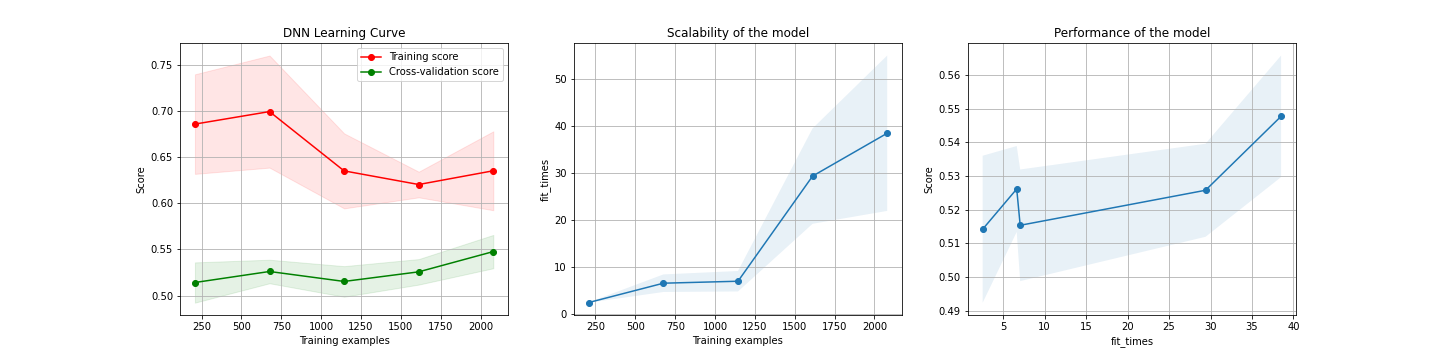 DNN Learning Curve
Training score
Cross-validation score
0.75
0.70
0.65
0.60
0.55
0.50
Score
250 500 750 1000 1250 1500 1750 2000
Training examples
Scalability of the model
50
40
30
20
10
0
fit_times
250 500 750 1000 1250 1500 1750 2000
Training examples
Performance of the model
0.56
0.55
0.54
0.53
0.52
0.51
0.50
0.49
Score
5 10 15 20 25 30 35 40
fit_times